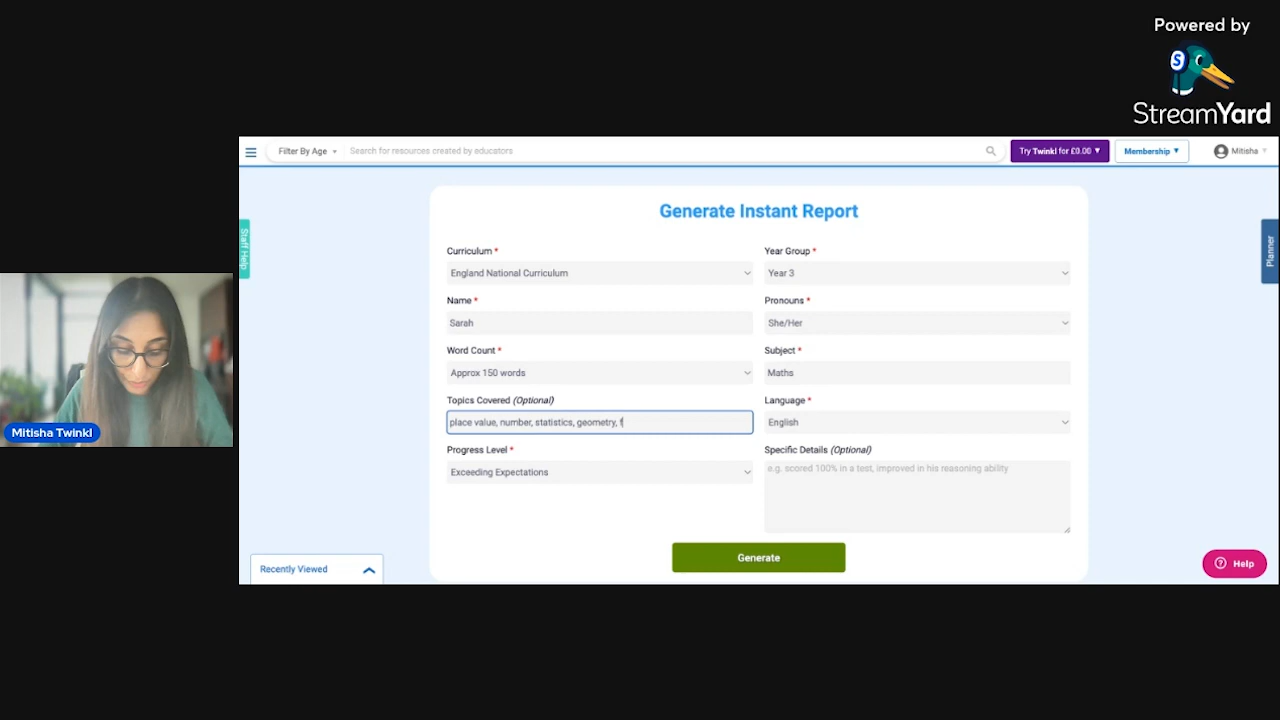 Powered by
StreamYard
Filter By Age
Search for resources created by educators
Try Twinkl for £0.00
Membership
Mitisha
Staff Help
Planner
Generate Instant Report
Curriculum *
England National Curriculum
Year Group *
Year 3
Name *
Sarah
Pronouns *
She/Her
Word Count *
Approx 150 words
Subject *
Maths
Topics Covered (Optional)
place value, number, statistics, geometry, f
Language *
English
Progress Level *
Exceeding Expectations
Specific Details (Optional)
e.g. scored 100% in a test, improved in his reasoning ability
Generate
Recently Viewed
Help
Mitisha Twinkl